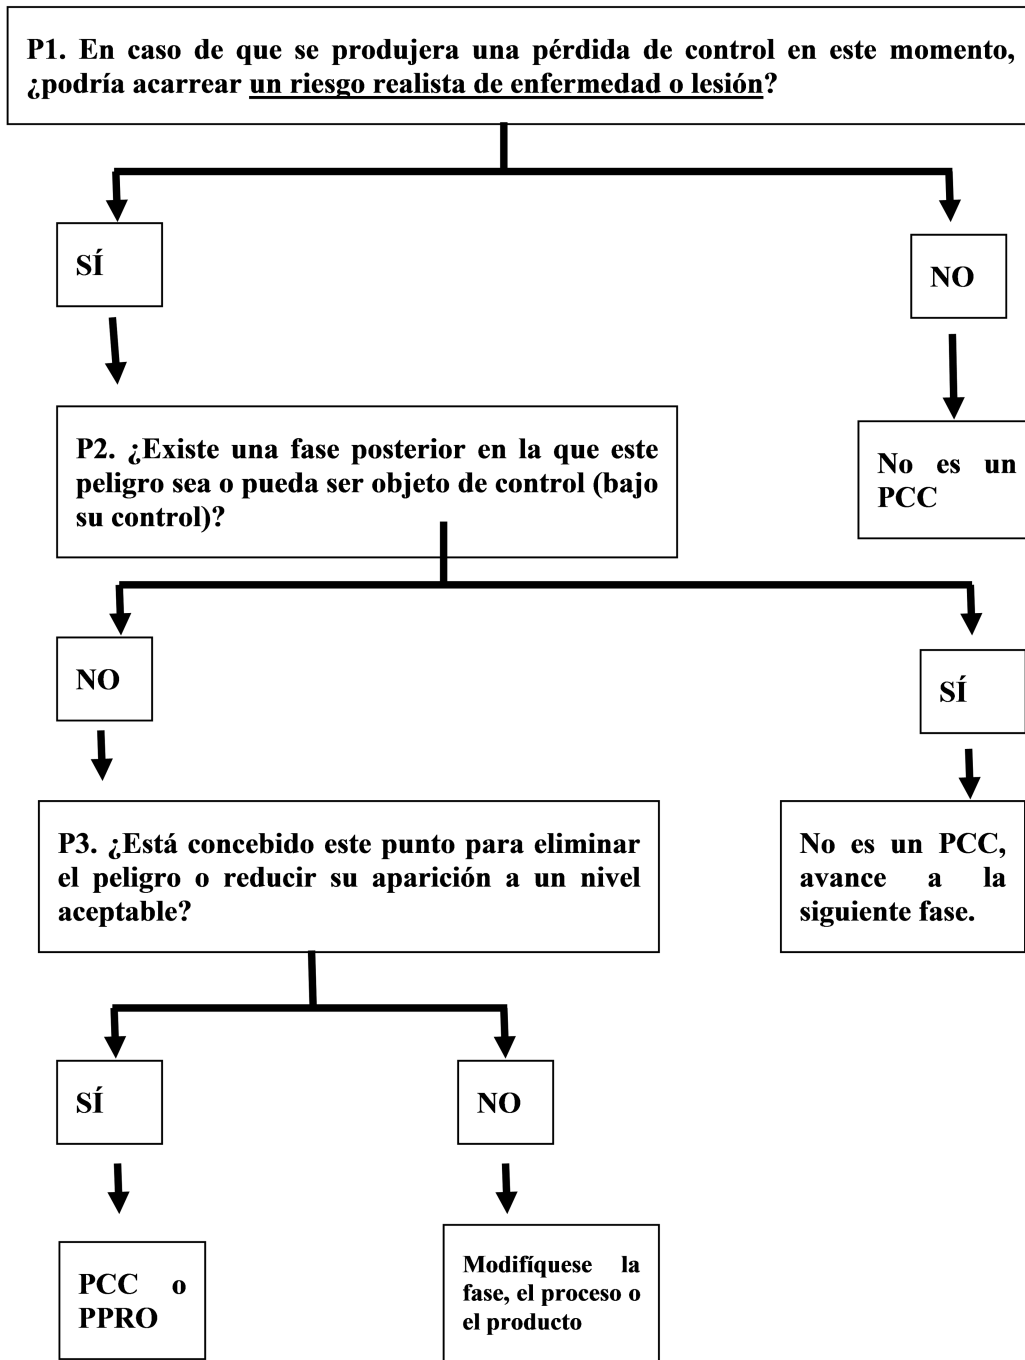 P1. En caso de que se produjera una pérdida de control en este momento,
¿podría acarrear un riesgo realista de enfermedad o lesión?
SÍ
NO
P2. ¿Existe una fase posterior en la que este
peligro sea o pueda ser objeto de control (bajo
su control)?
No es un
PCC
NO
SÍ
P3. ¿Está concebido este punto para eliminar
el peligro o reducir su aparición a un nivel
aceptable?
No es un PCC,
avance a la
siguiente fase.
SÍ
NO
PCC o
PPRO
Modifíquese la
fase, el proceso o
el producto